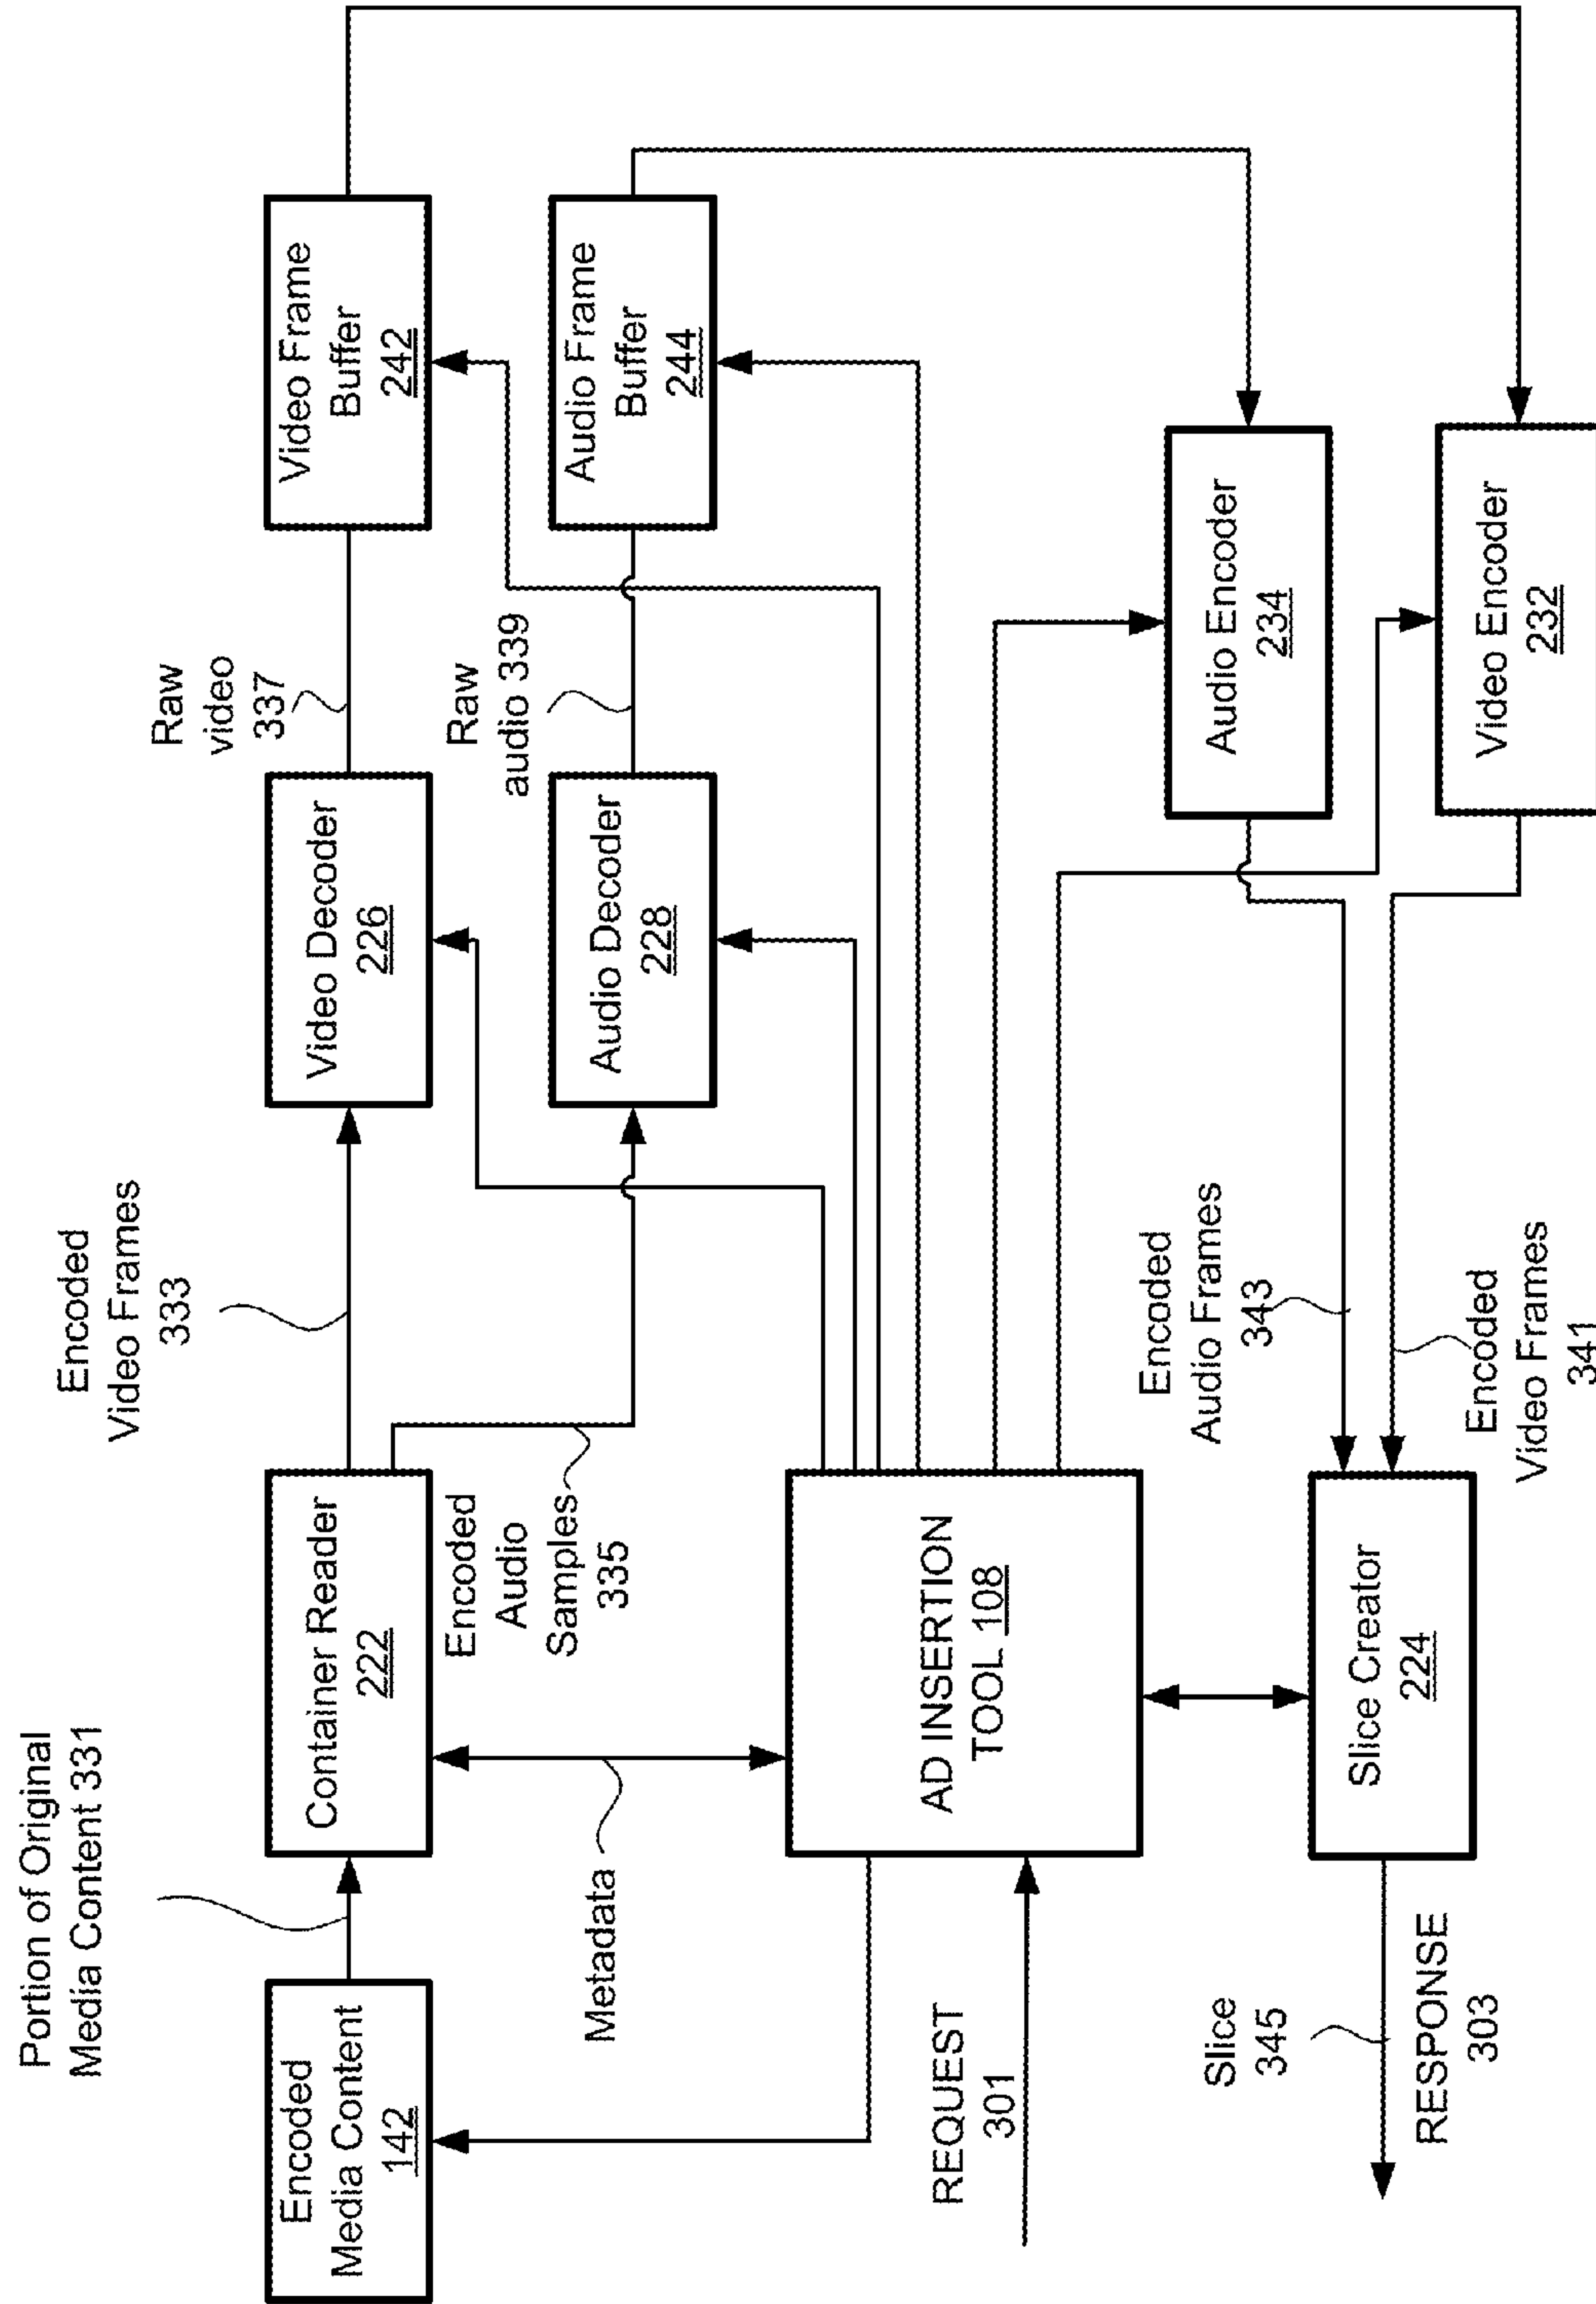 Portion of Original
Media Content 331
Encoded
Video Frames
333
Raw
video
337
Encoded
Media Content
142
Container Reader
222
Video Decoder
226
Video Frame
Buffer
242
Encoded
Audio
Samples
335
Raw
audio 339
Audio Decoder
228
Audio Frame
Buffer
244
Metadata
AD INSERTION
TOOL 108
REQUEST
301
Encoded
Audio Frames
343
Audio Encoder
234
Slice
345
Slice Creator
224
RESPONSE
303
Encoded
Video Frames
341
Video Encoder
232